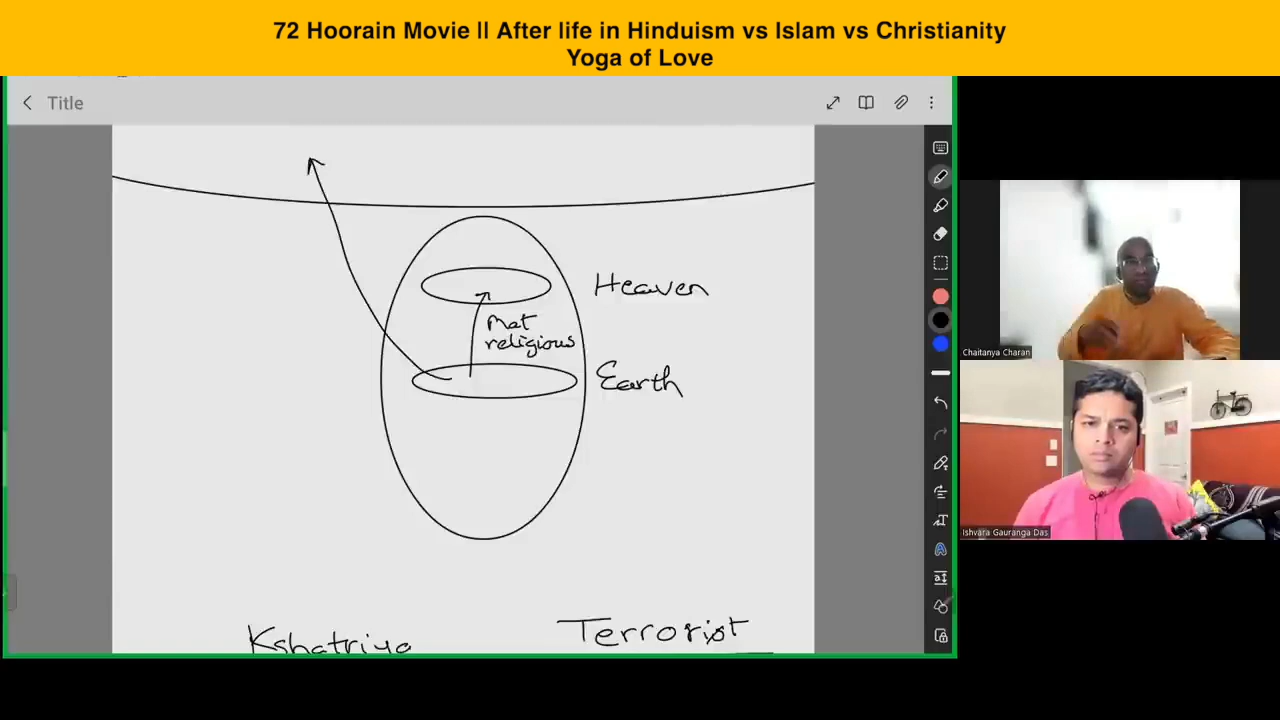 72 Hoorain Movie || After life in Hinduism vs Islam vs Christianity
Yoga of Love
Title
Heaven
Mat
religious
Earth
Kshatriya
Terrorist
Chaitanya Charan
Ishvara Gauranga Das